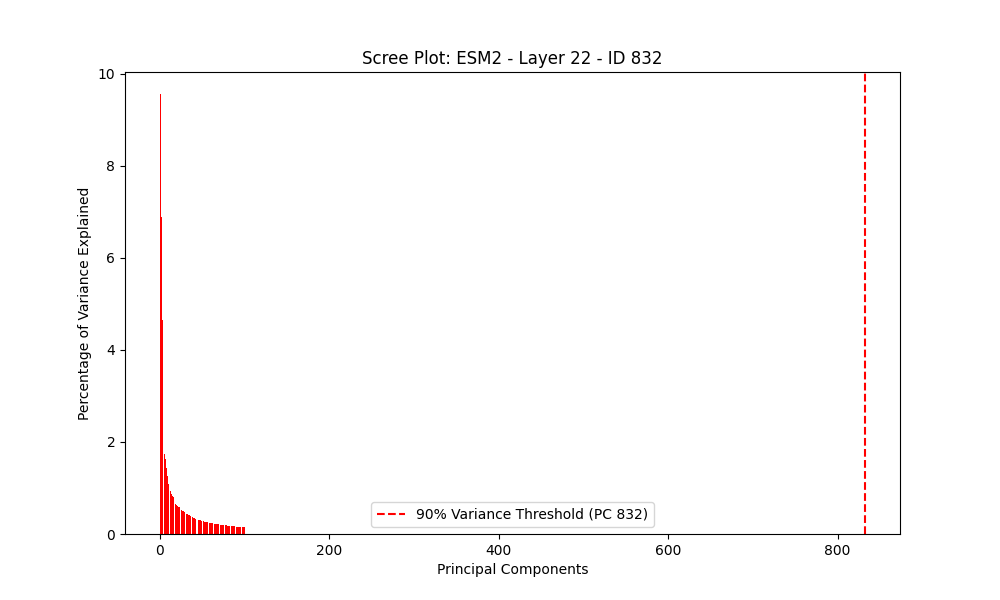 Scree Plot: ESM2 - Layer 22 - ID 832
Percentage of Variance Explained
10
8
6
4
2
0
90% Variance Threshold (PC 832)
0 200 400 600 800
Principal Components